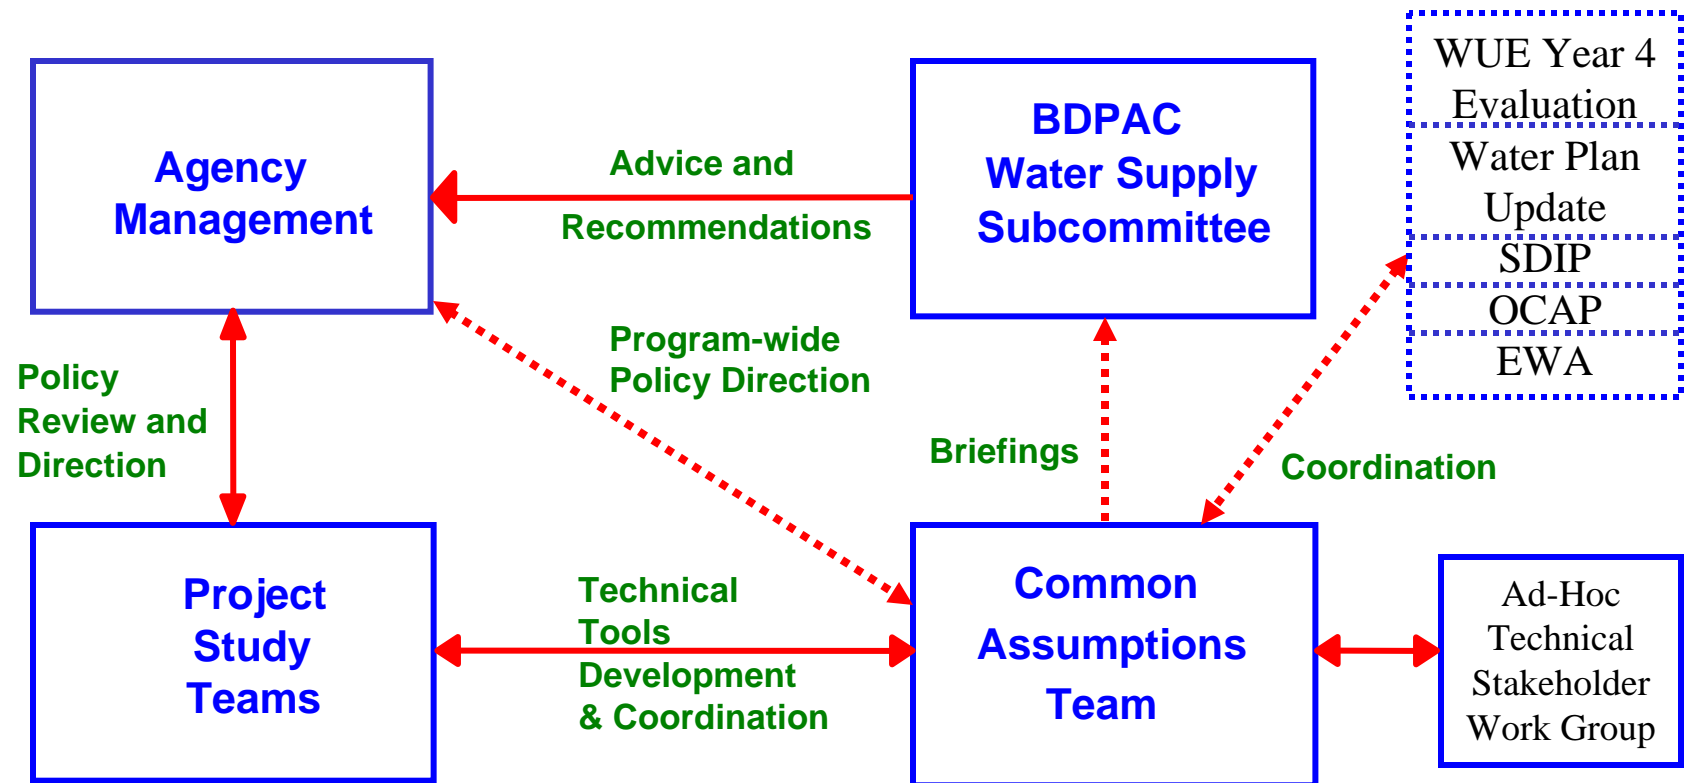 Agency
Management
Advice and
Recommendations
BDPAC
Water Supply
Subcommittee
WUE Year 4
Evaluation
Water Plan
Update
SDIP
OCAP
EWA
Policy
Review and
Direction
Program-wide
Policy Direction
Briefings
Coordination
Project
Study
Teams
Technical
Tools
Development
& Coordination
Common
Assumptions
Team
Ad-Hoc
Technical
Stakeholder
Work Group